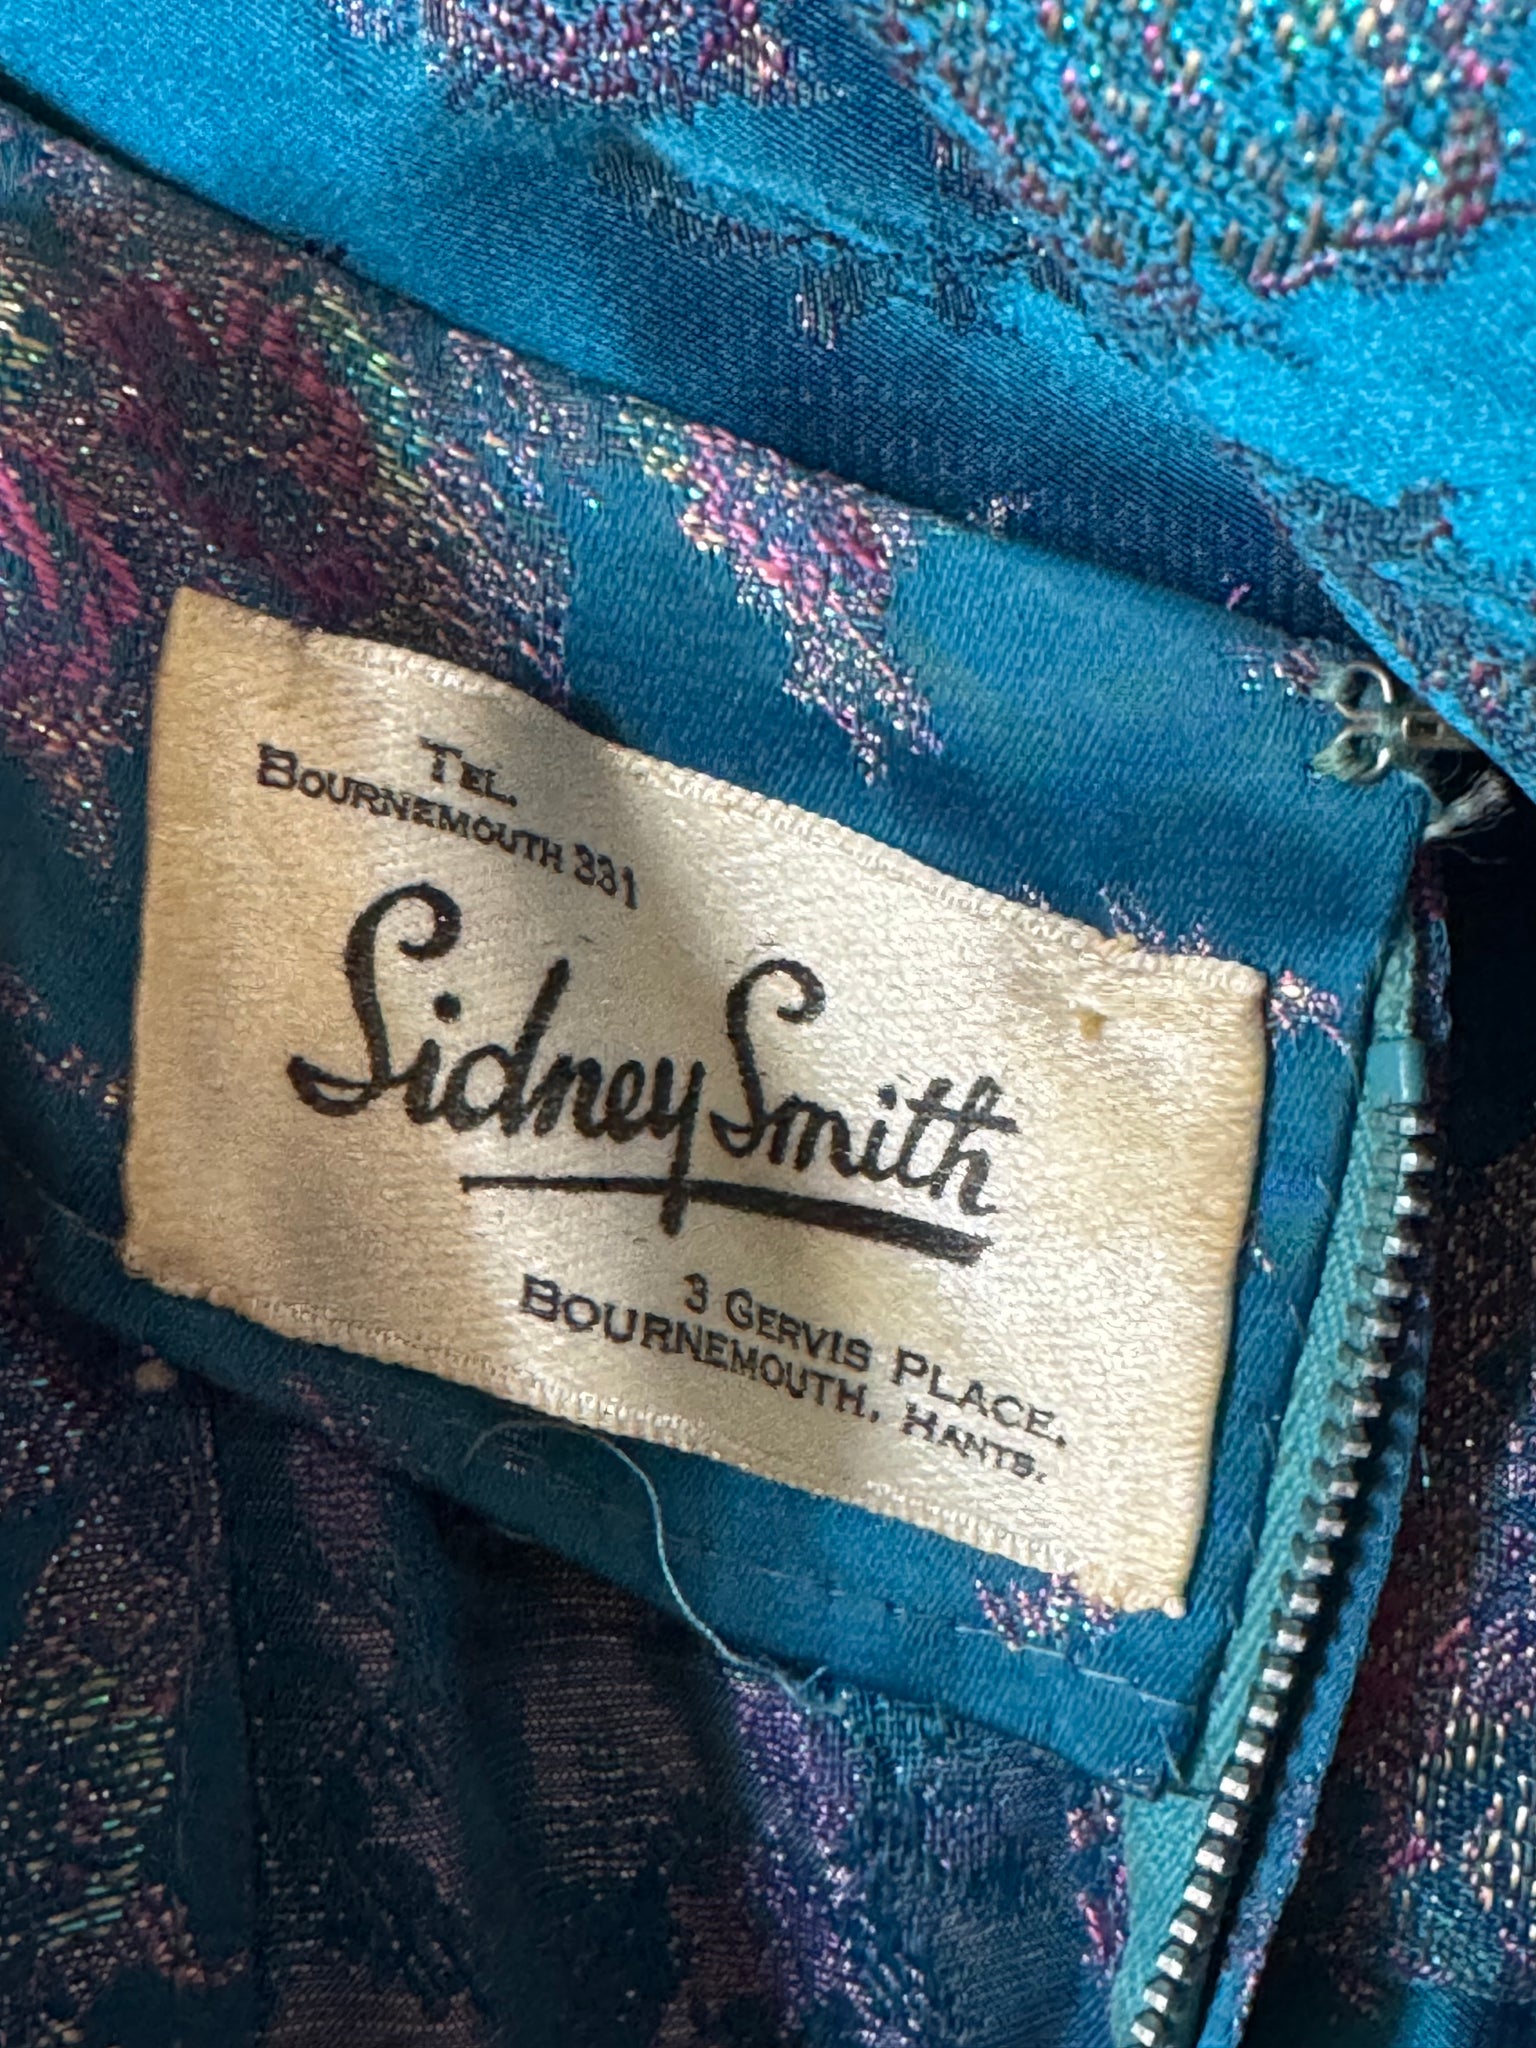 TEL.
BOURNEMOUTH 331
Sidney Smith
3 GERVIS PLACE,
BOURNEMOUTH, HANTS.